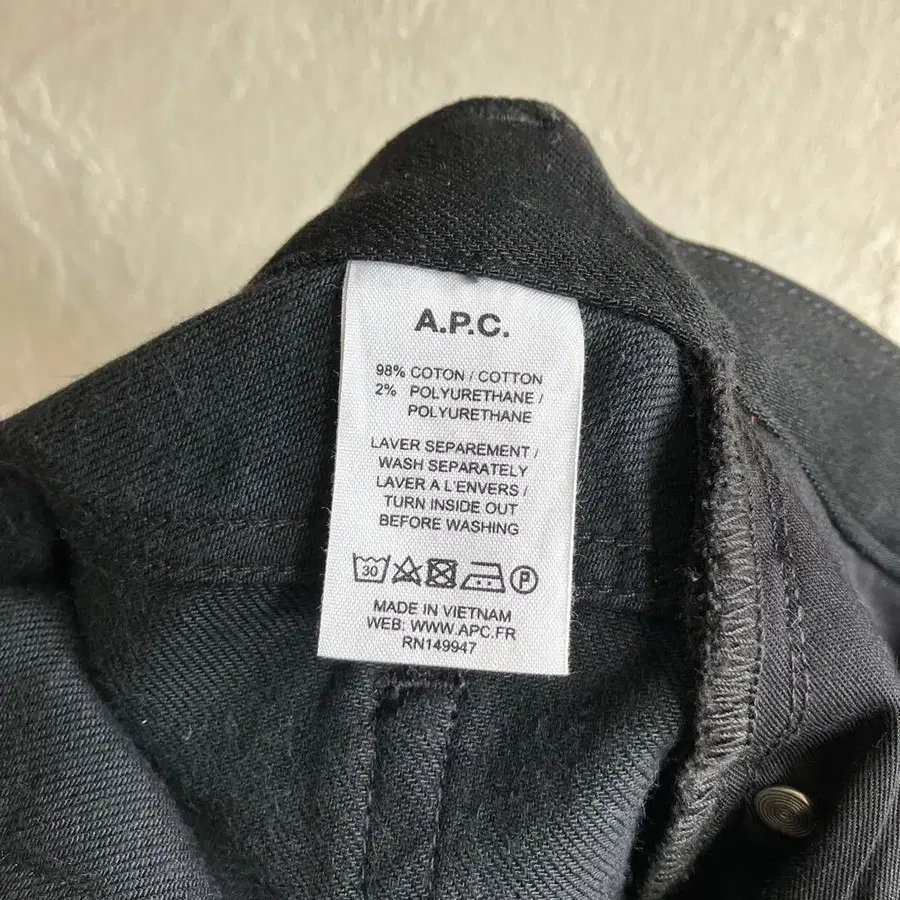 A.P.C.
98% COTON / COTTON
2% POLYURETHANE /
POLYURETHANE
LAVER SEPAREMENT /
WASH SEPARATELY
LAVER A L'ENVERS /
TURN INSIDE OUT
BEFORE WASHING
30 P
MADE IN VIETNAM
WEB: WWW.APC.FR
RN149947